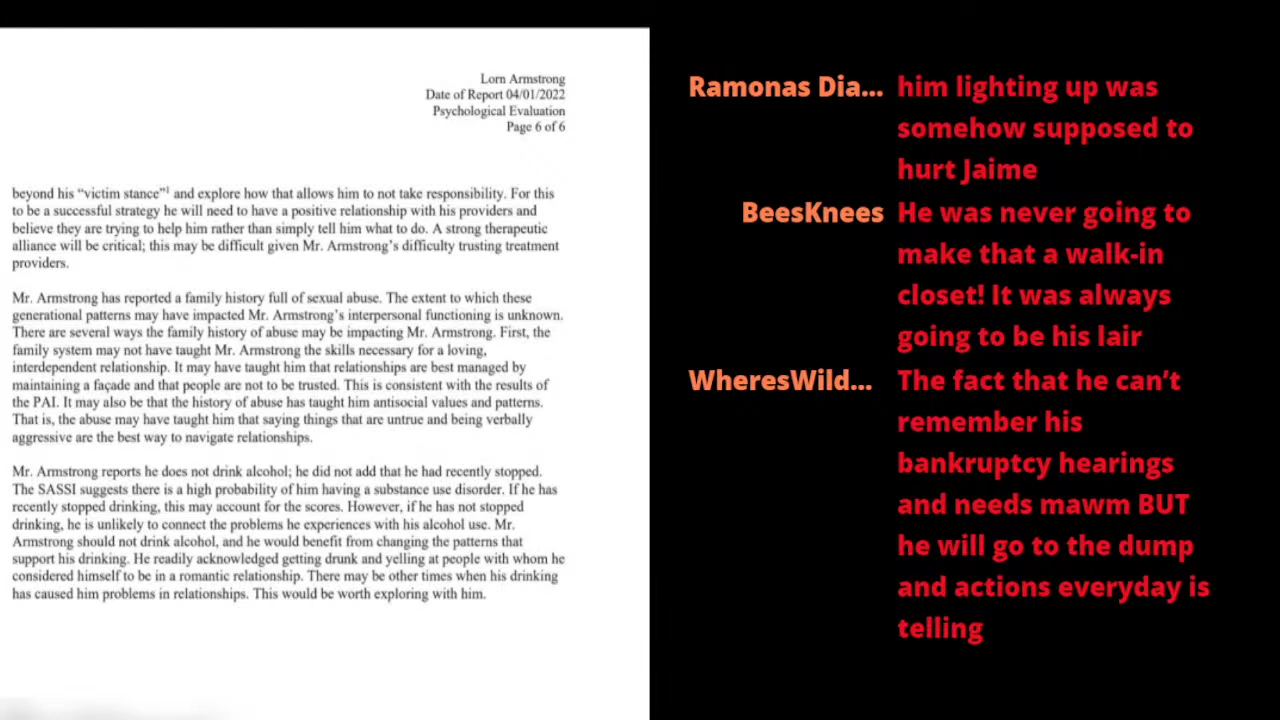 Lorn Armstrong
Date of Report 04/01/2022
Psychological Evaluation
Page 6 of 6
beyond his “victim stance”¹ and explore how that allows him to not take responsibility. For this
to be a successful strategy he will need to have a positive relationship with his providers and
believe they are trying to help him rather than simply tell him what to do. A strong therapeutic
alliance will be critical; this may be difficult given Mr. Armstrong’s difficulty trusting treatment
providers.
Mr. Armstrong has reported a family history full of sexual abuse. The extent to which these
generational patterns may have impacted Mr. Armstrong’s interpersonal functioning is unknown.
There are several ways the family history of abuse may be impacting Mr. Armstrong. First, the
family system may not have taught Mr. Armstrong the skills necessary for a loving,
interdependent relationship. It may have taught him that relationships are best managed by
maintaining a façade and that people are not to be trusted. This is consistent with the results of
the PAI. It may also be that the history of abuse has taught him antisocial values and patterns.
That is, the abuse may have taught him that saying things that are untrue and being verbally
aggressive are the best way to navigate relationships.
Mr. Armstrong reports he does not drink alcohol; he did not add that he had recently stopped.
The SASSI suggests there is a high probability of him having a substance use disorder. If he has
recently stopped drinking, this may account for the scores. However, if he has not stopped
drinking, he is unlikely to connect the problems he experiences with his alcohol use. Mr.
Armstrong should not drink alcohol, and he would benefit from changing the patterns that
support his drinking. He readily acknowledged getting drunk and yelling at people with whom he
considered himself to be in a romantic relationship. There may be other times when his drinking
has caused him problems in relationships. This would be worth exploring with him.
Ramonas Dia... him lighting up was
somehow supposed to
hurt Jaime
BeesKnees He was never going to
make that a walk-in
closet! It was always
going to be his lair
WheresWild... The fact that he can’t
remember his
bankruptcy hearings
and needs mawm BUT
he will go to the dump
and actions everyday is
telling